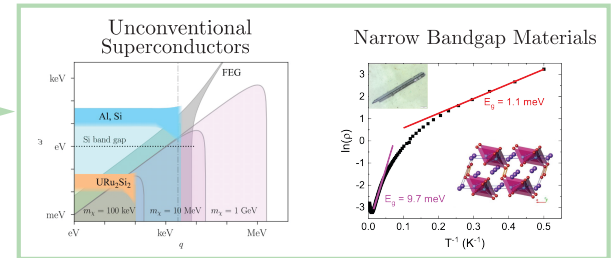 Unconventional
Superconductors
keV
eV
meV
ω
FEG
Al, Si
Si band gap
URu₂Si₂
mχ = 100 keV
mχ = 10 MeV
mχ = 1 GeV
eV
keV
MeV
q
Narrow Bandgap Materials
3
2
1
0
-1
-2
-3
ln(ρ)
E_g = 1.1 meV
E_g = 9.7 meV
0.0
0.1
0.2
0.3
0.4
0.5
T⁻¹ (K⁻¹)